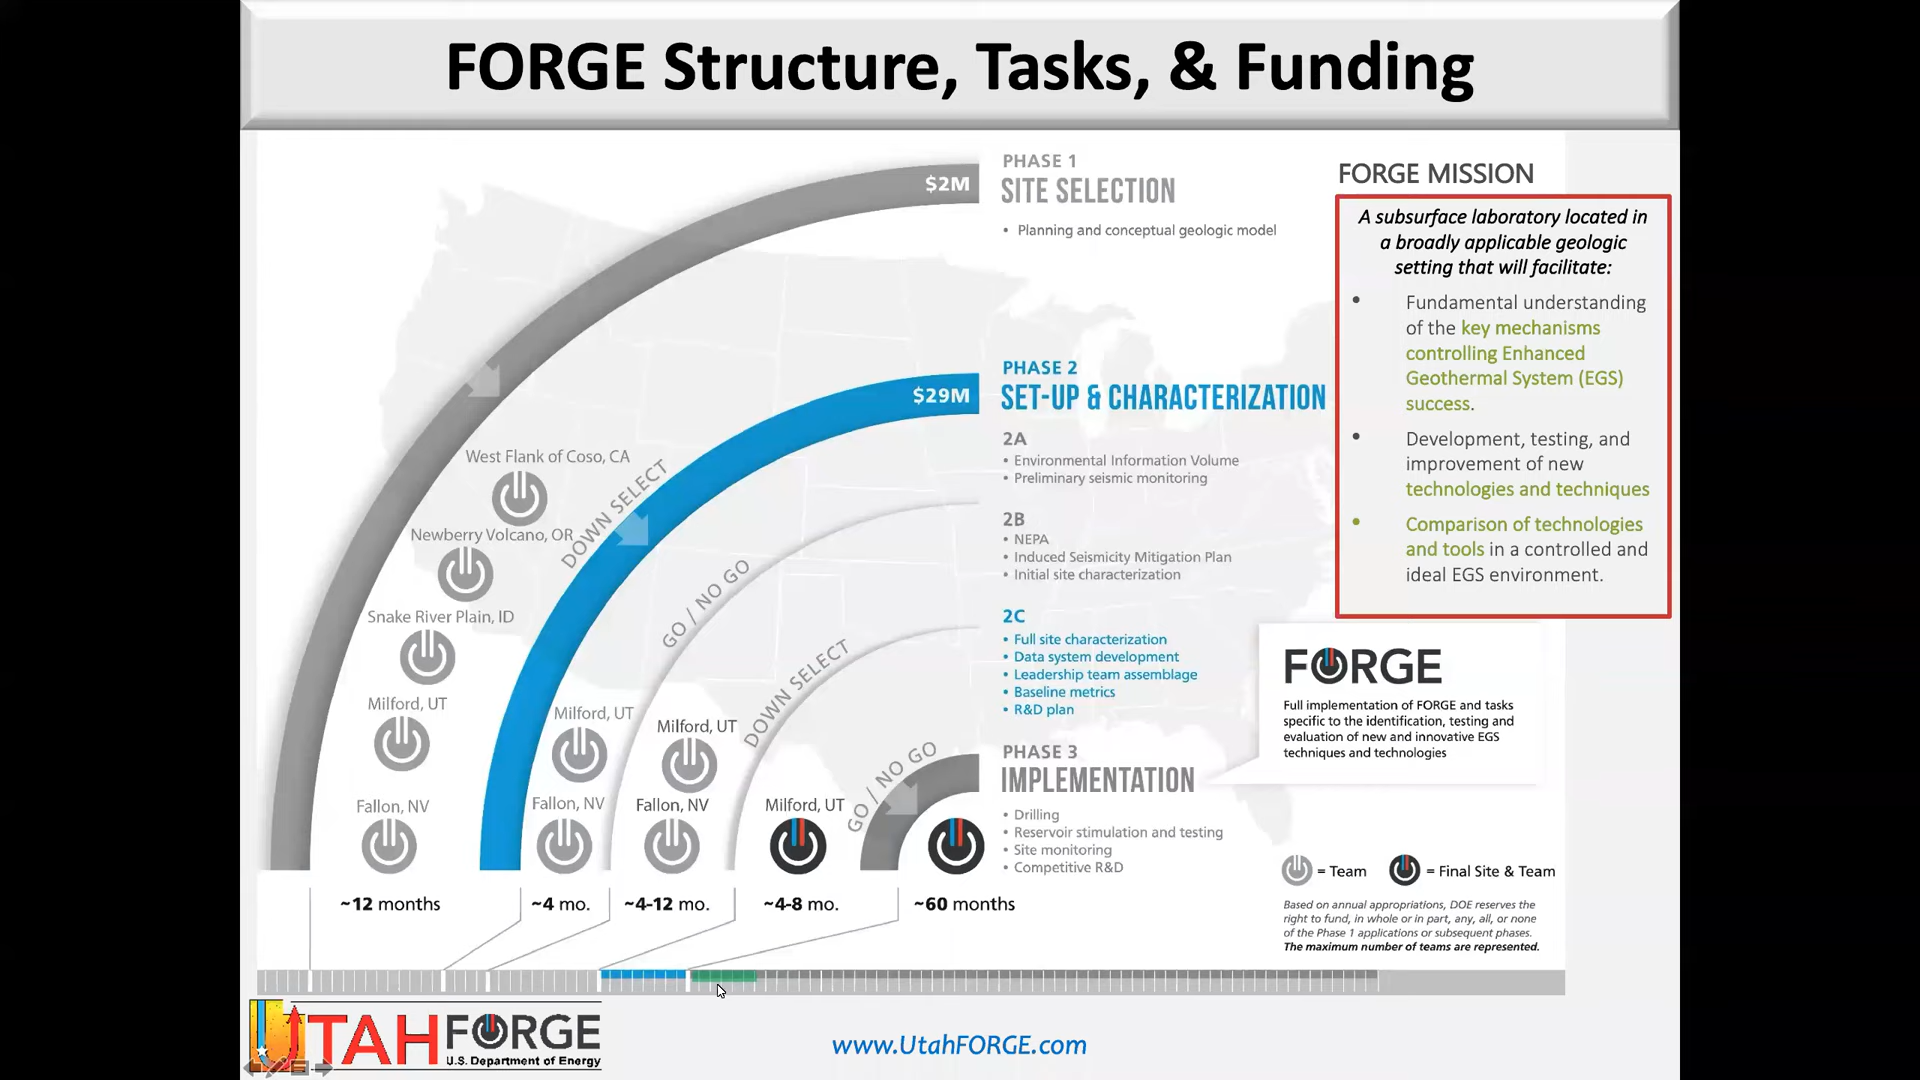 FORGE Structure, Tasks, & Funding
$2M
PHASE 1
SITE SELECTION
• Planning and conceptual geologic model
FORGE MISSION
A subsurface laboratory located in
a broadly applicable geologic
setting that will facilitate:
• Fundamental understanding
of the key mechanisms
controlling Enhanced
Geothermal System (EGS)
success.
• Development, testing, and
improvement of new
technologies and techniques
• Comparison of technologies
and tools in a controlled and
ideal EGS environment.
$29M
PHASE 2
SET-UP & CHARACTERIZATION
2A
• Environmental Information Volume
• Preliminary seismic monitoring
2B
• NEPA
• Induced Seismicity Mitigation Plan
• Initial site characterization
2C
• Full site characterization
• Data system development
• Leadership team assemblage
• Baseline metrics
• R&D plan
PHASE 3
IMPLEMENTATION
• Drilling
• Reservoir stimulation and testing
• Site monitoring
• Competitive R&D
FORGE
Full implementation of FORGE and tasks
specific to the identification, testing and
evaluation of new and innovative EGS
techniques and technologies
West Flank of Coso, CA
Newberry Volcano, OR
Snake River Plain, ID
Milford, UT
Fallon, NV
DOWN SELECT
Milford, UT
Fallon, NV
GO / NO GO
Milford, UT
Fallon, NV
DOWN SELECT
Milford, UT
GO / NO GO
= Team
= Final Site & Team
Based on annual appropriations, DOE reserves the
right to fund, in whole or in part, any, all, or none
of the Phase 1 applications or subsequent phases.
The maximum number of teams are represented.
~12 months
~4 mo.
~4-12 mo.
~4-8 mo.
~60 months
UTAH FORGE
U.S. Department of Energy
www.UtahFORGE.com